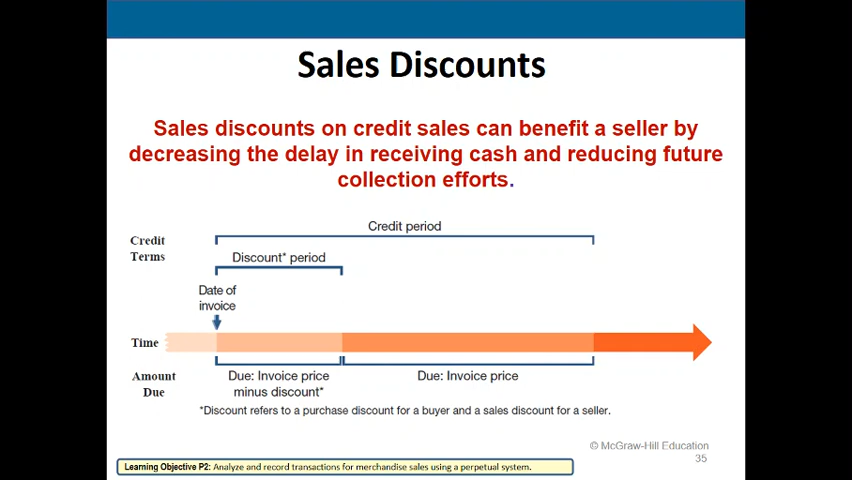 Sales Discounts
Sales discounts on credit sales can benefit a seller by
decreasing the delay in receiving cash and reducing future
collection efforts.
Credit period
Credit
Terms
Discount* period
Date of
invoice
Time
Amount
Due
Due: Invoice price
minus discount*
Due: Invoice price
*Discount refers to a purchase discount for a buyer and a sales discount for a seller.
© McGraw-Hill Education
35
Learning Objective P2: Analyze and record transactions for merchandise sales using a perpetual system.